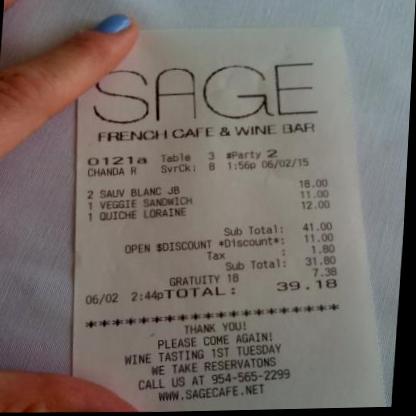 SAGE
FRENCH CAFE & WINE BAR
0121a Table 3 #Party 2
CHANDA R SvrCk: 8 1:56p 06/02/15
2 SAUV BLANC JB 18.00
1 VEGGIE SANDWICH 11.00
1 QUICHE LORAINE 12.00
Sub Total: 41.00
OPEN $DISCOUNT *Discount*: 11.00
Tax : 1.80
Sub Total: 31.80
GRATUITY 18 7.38
06/02 2:44pTOTAL: 39.18
THANK YOU!
PLEASE COME AGAIN!
WINE TASTING 1ST TUESDAY
WE TAKE RESERVATONS
CALL US AT 954-565-2299
WWW.SAGECAFE.NET